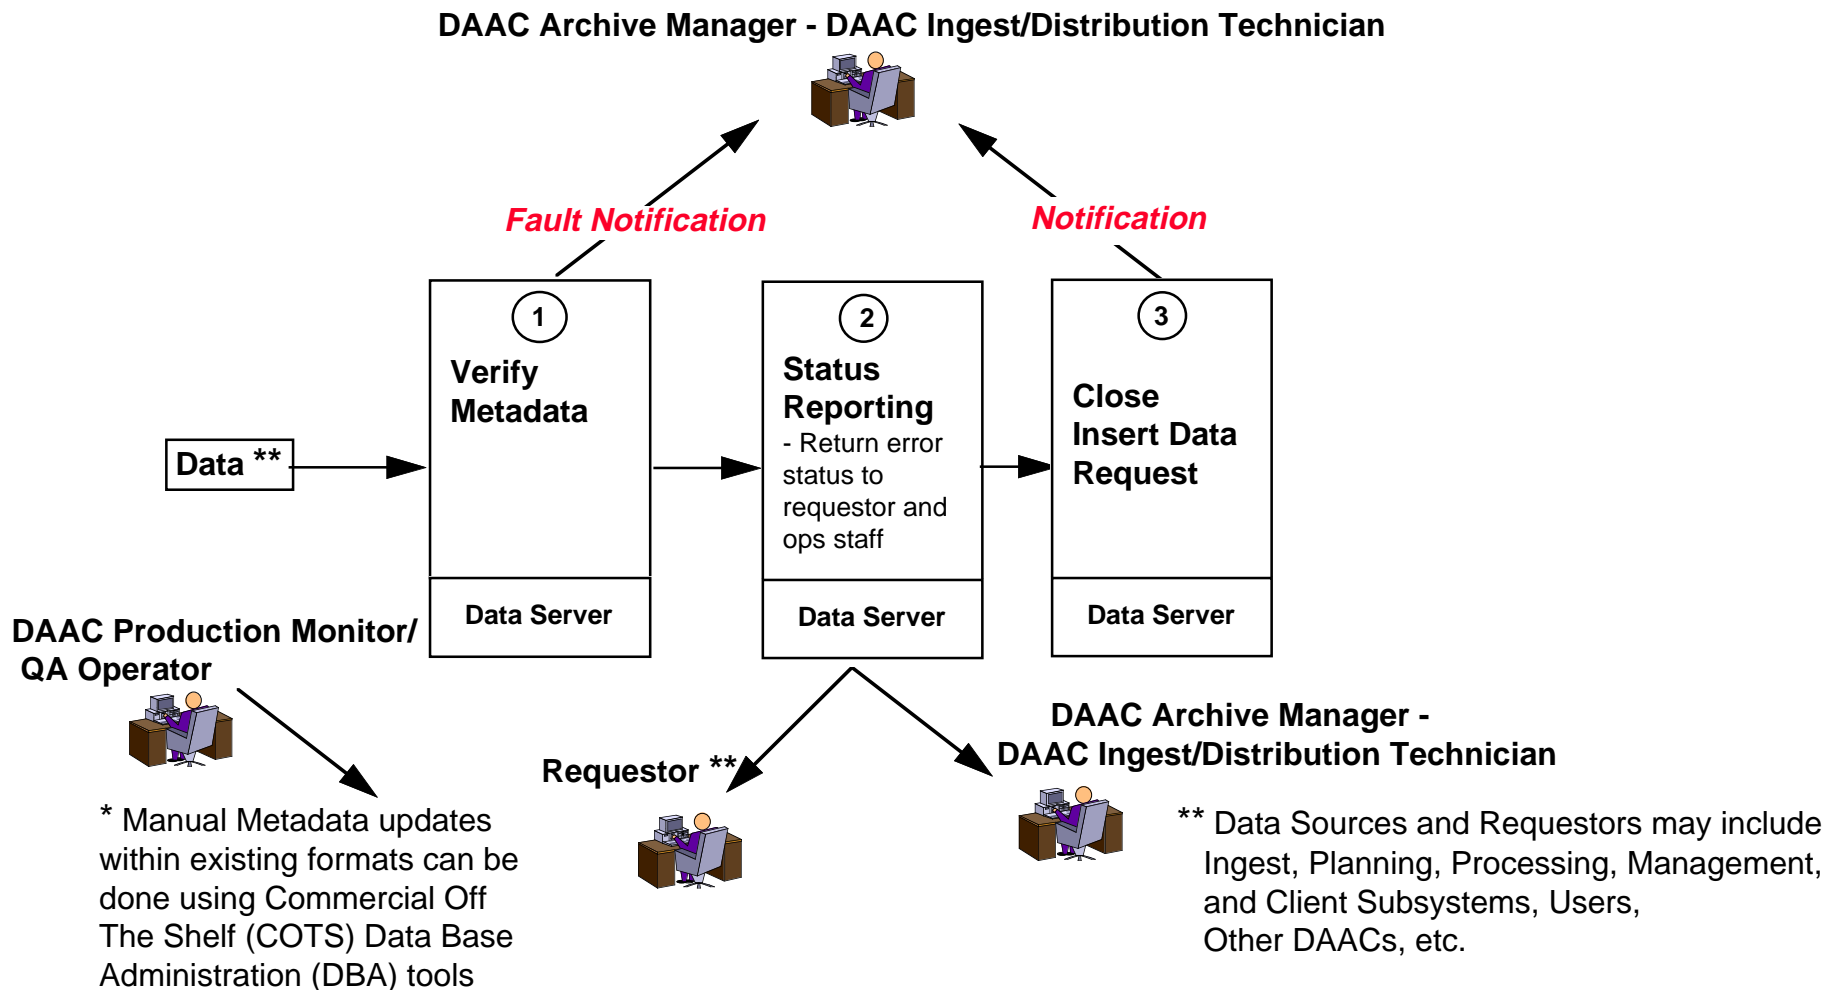 DAAC Archive Manager - DAAC Ingest/Distribution Technician
Fault Notification
Notification
1
Verify
Metadata
Data Server
2
Status
Reporting
- Return error
status to
requestor and
ops staff
Data Server
3
Close
Insert Data
Request
Data Server
Data **
DAAC Production Monitor/
QA Operator
* Manual Metadata updates
within existing formats can be
done using Commercial Off
The Shelf (COTS) Data Base
Administration (DBA) tools
Requestor **
DAAC Archive Manager -
DAAC Ingest/Distribution Technician
** Data Sources and Requestors may include
Ingest, Planning, Processing, Management,
and Client Subsystems, Users,
Other DAACs, etc.